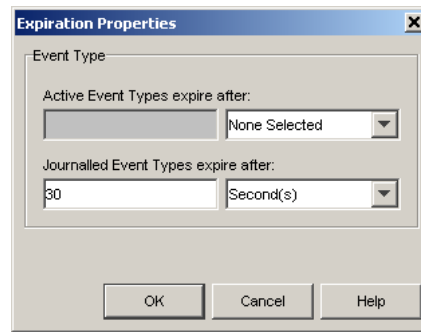 Expiration Properties
Event Type
Active Event Types expire after:
None Selected
Journalled Event Types expire after:
30 Second(s)
OK Cancel Help